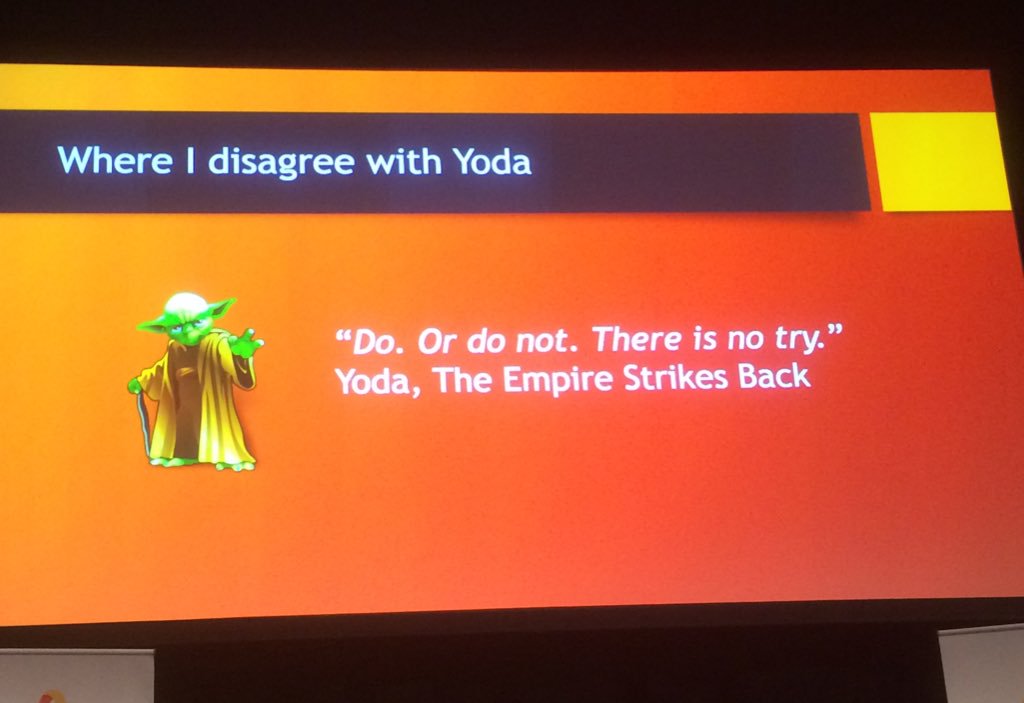 Where I disagree with Yoda
“Do. Or do not. There is no try.”
Yoda, The Empire Strikes Back